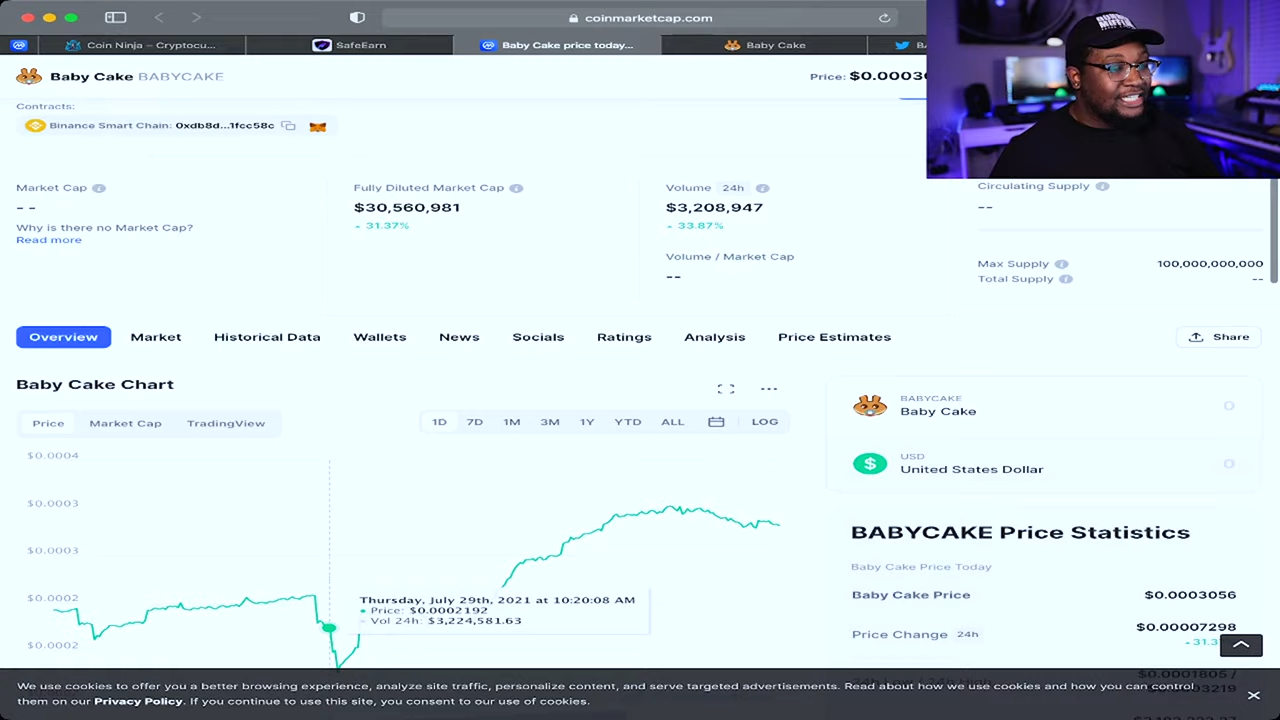 coinmarketcap.com
Coin Ninja – Cryptocu...
SafeEarn
Baby Cake price today...
Baby Cake
Baby Cake BABYCAKE
Price:
Contracts:
Binance Smart Chain: 0xdb8d...1fcc58c
Market Cap
Fully Diluted Market Cap
Volume 24h
Circulating Supply
- -
$30,560,981
$3,208,947
--
Why is there no Market Cap?
31.37%
33.87%
Read more
Volume / Market Cap
--
Max Supply 100,000,000,000
Total Supply --
Overview
Market
Historical Data
Wallets
News
Socials
Ratings
Analysis
Price Estimates
Share
Baby Cake Chart
Price
Market Cap
TradingView
1D 7D 1M 3M 1Y YTD ALL LOG
BABYCAKE
Baby Cake
0
USD
United States Dollar
0
$0.0004
$0.0003
$0.0003
$0.0002
$0.0002
Thursday, July 29th, 2021 at 10:20:08 AM
Price: $0.0002192
Vol 24h: $3,224,581.63
BABYCAKE Price Statistics
Baby Cake Price Today
Baby Cake Price $0.0003056
Price Change 24h $0.00007298
We use cookies to offer you a better browsing experience, analyze site traffic, personalize content, and serve targeted advertisements. Read about how we use cookies and how you can control
them on our Privacy Policy. If you continue to use this site, you consent to our use of cookies.